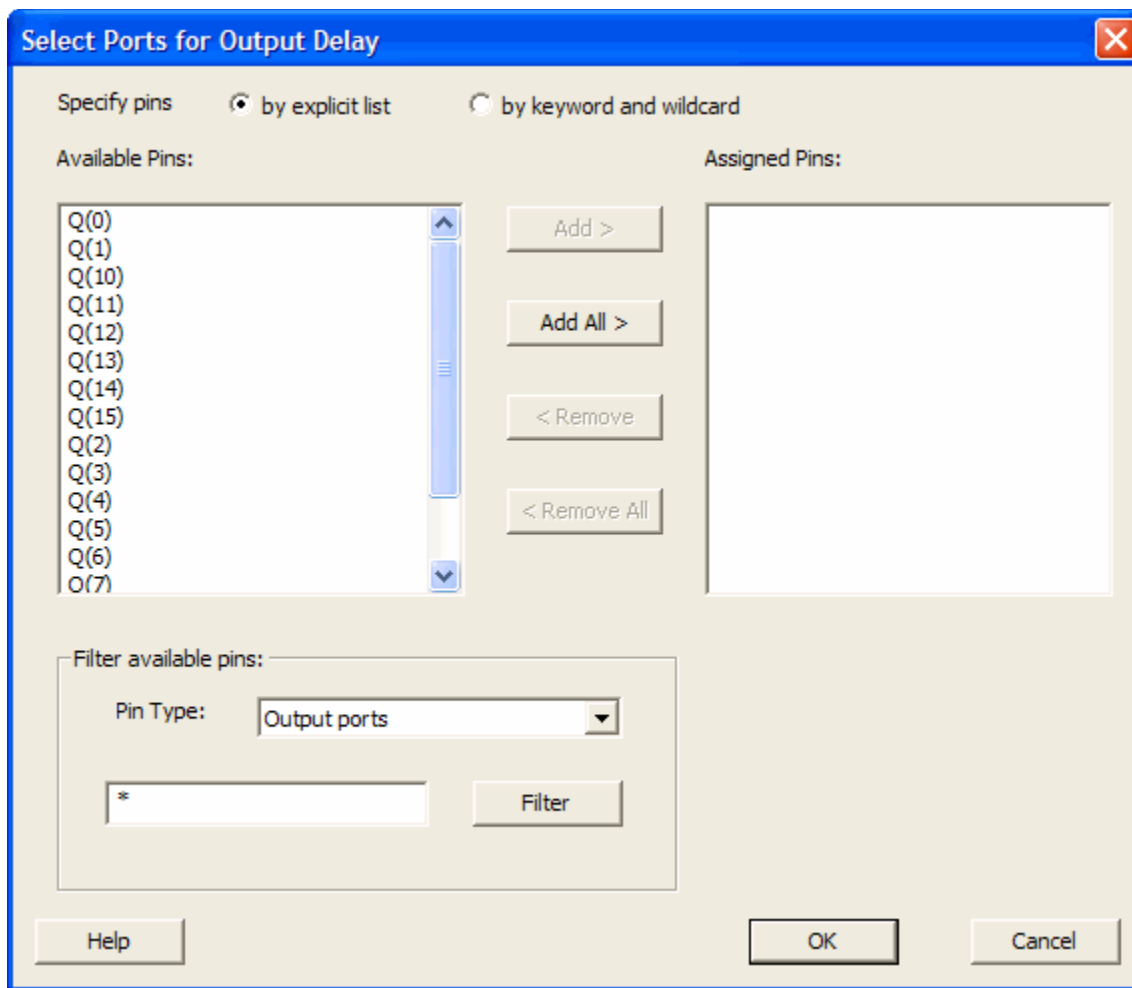 Select Ports for Output Delay
Specify pins
by explicit list
by keyword and wildcard
Available Pins:
Assigned Pins:
Q(0)
Q(1)
Q(10)
Q(11)
Q(12)
Q(13)
Q(14)
Q(15)
Q(2)
Q(3)
Q(4)
Q(5)
Q(6)
Q(7)
Add >
Add All >
< Remove
< Remove All
Filter available pins:
Pin Type:
Output ports
*
Filter
Help
OK
Cancel